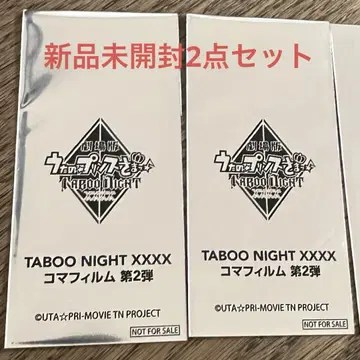 新品未開封2点セット
劇場版
うたの☆プリンスさまっ♪
TABOO NIGHT
TABOO NIGHT XXXX
コマフィルム 第2弾
©UTA☆PRI-MOVIE TN PROJECT
NOT FOR SALE
劇場版
うたの☆プリンスさまっ♪
TABOO NIGHT
TABOO NIGHT XXXX
コマフィルム 第2弾
©UTA☆PRI-MOVIE TN PROJECT
NOT FOR SALE